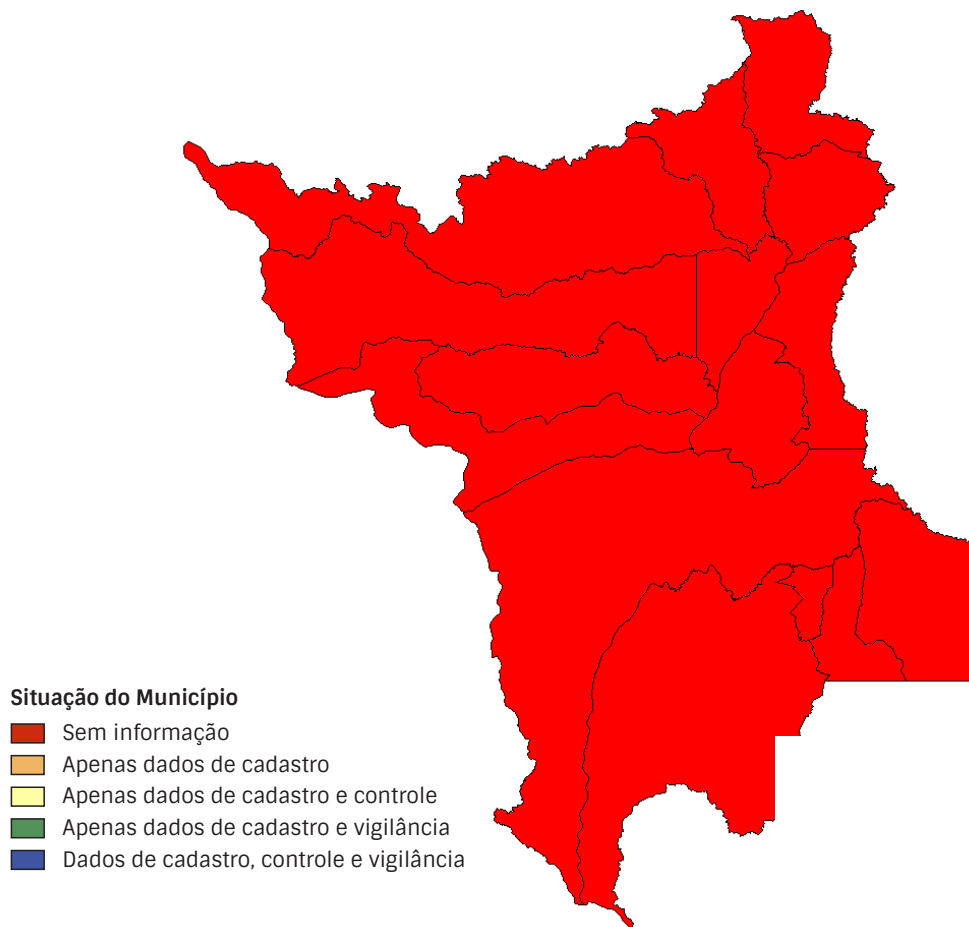 Situação do Município
Sem informação
Apenas dados de cadastro
Apenas dados de cadastro e controle
Apenas dados de cadastro e vigilância
Dados de cadastro, controle e vigilância